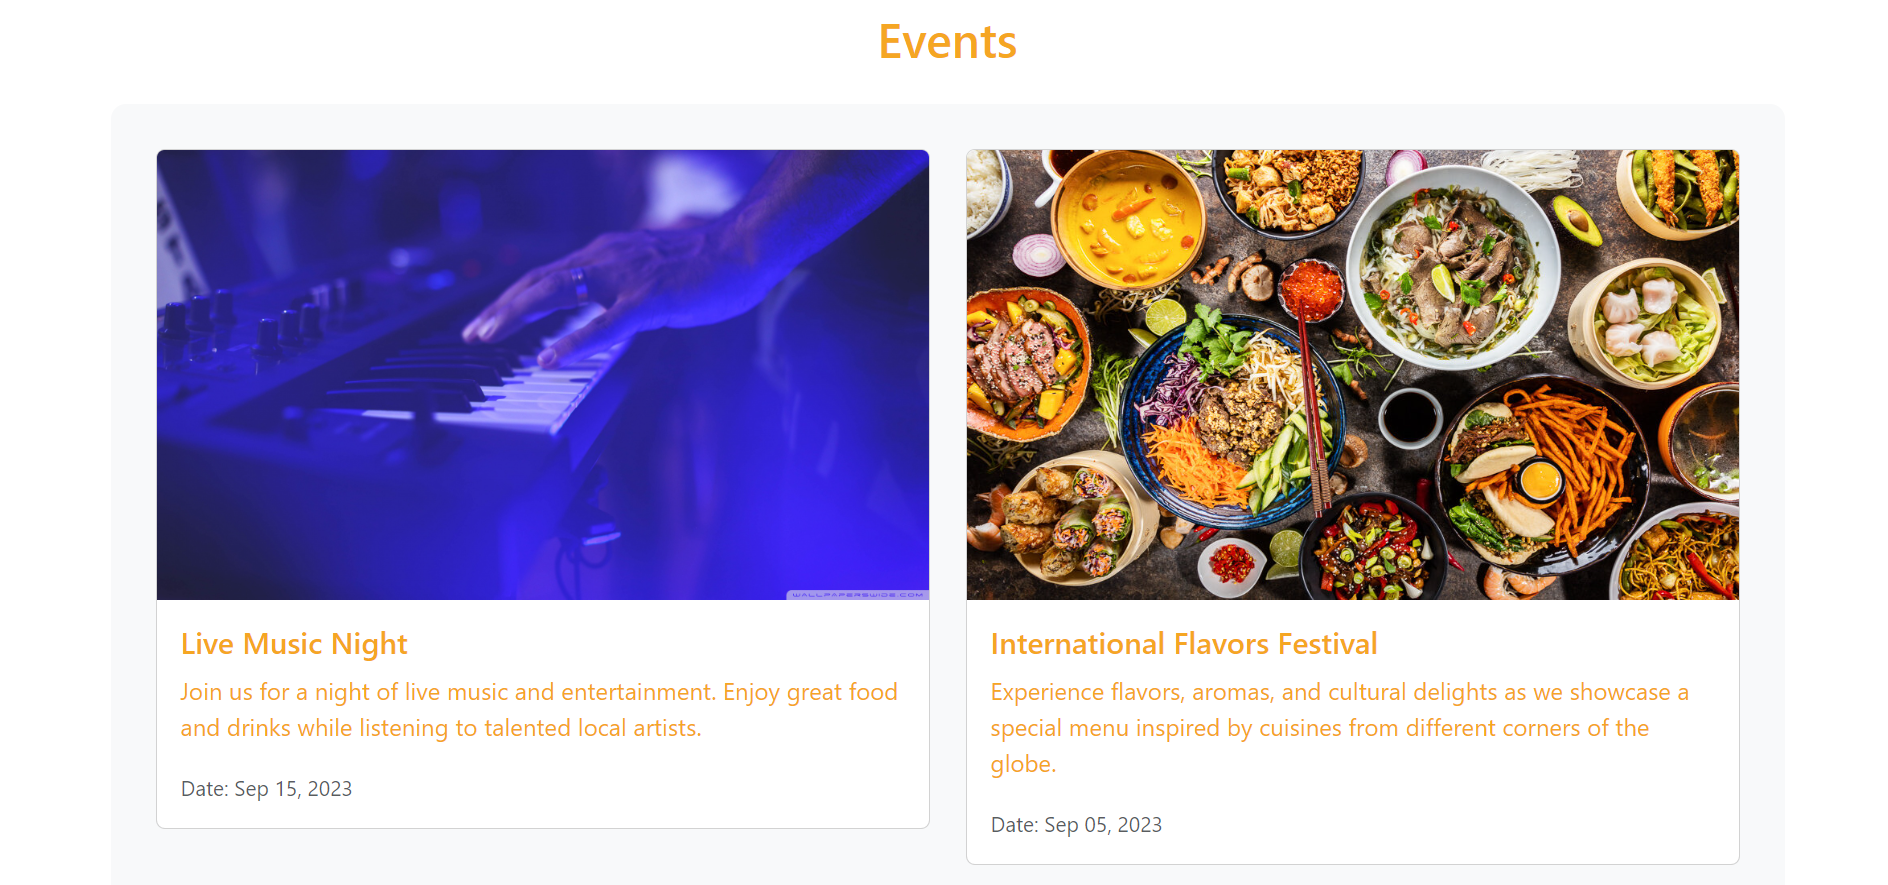 Events
WALLPAPERSWIDE.COM
Live Music Night
Join us for a night of live music and entertainment. Enjoy great food
and drinks while listening to talented local artists.
Date: Sep 15, 2023
International Flavors Festival
Experience flavors, aromas, and cultural delights as we showcase a
special menu inspired by cuisines from different corners of the
globe.
Date: Sep 05, 2023